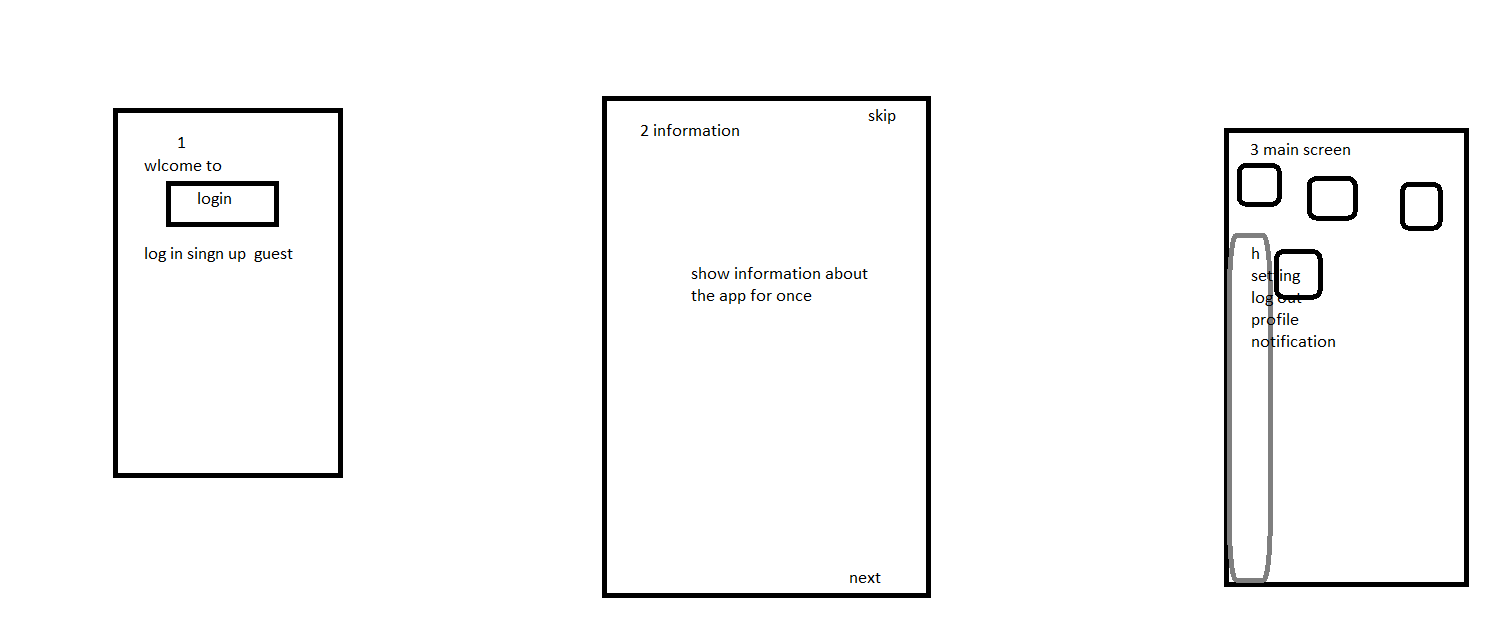 1
wlcome to
login
log in singn up  guest
skip
2 information
show information about
the app for once
next
3 main screen
h
setting
log out
profile
notification